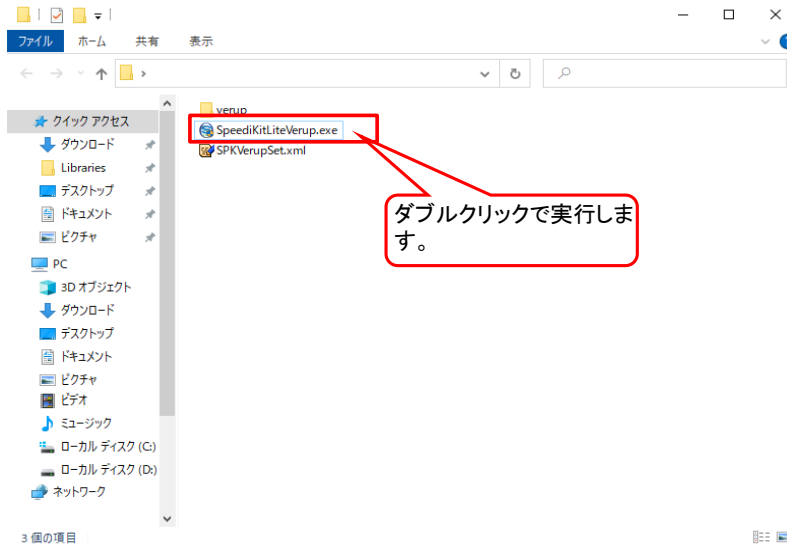 ファイル ホーム 共有 表示
クイック アクセス
ダウンロード
Libraries
デスクトップ
ドキュメント
ピクチャ
PC
3D オブジェクト
ダウンロード
デスクトップ
ドキュメント
ピクチャ
ビデオ
ミュージック
ローカル ディスク (C:)
ローカル ディスク (D:)
ネットワーク
verup
SpeediKitLiteVerup.exe
SPKVerupSet.xml
ダブルクリックで実行しま
す。
3 個の項目